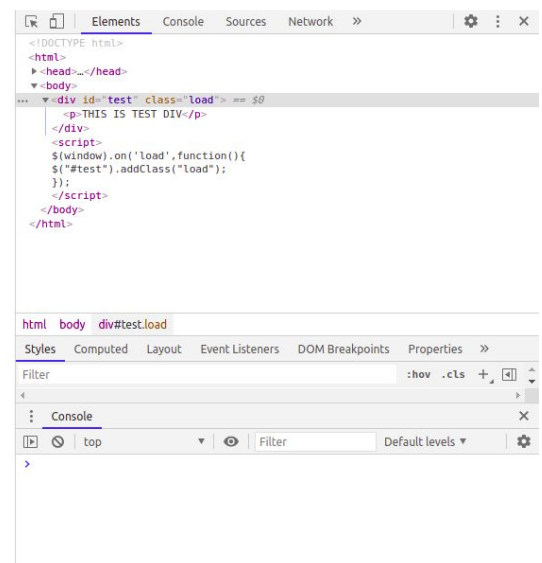 Elements Console Sources Network »
<!DOCTYPE html>
<html>
<head>…</head>
<body>
… <div id="test" class="load"> == $0
<p>THIS IS TEST DIV</p>
</div>
<script>
$(window).on('load',function(){
$("#test").addClass("load");
});
</script>
</body>
</html>
html body div#test.load
Styles Computed Layout Event Listeners DOM Breakpoints Properties »
Filter :hov .cls +
Console
top Filter Default levels